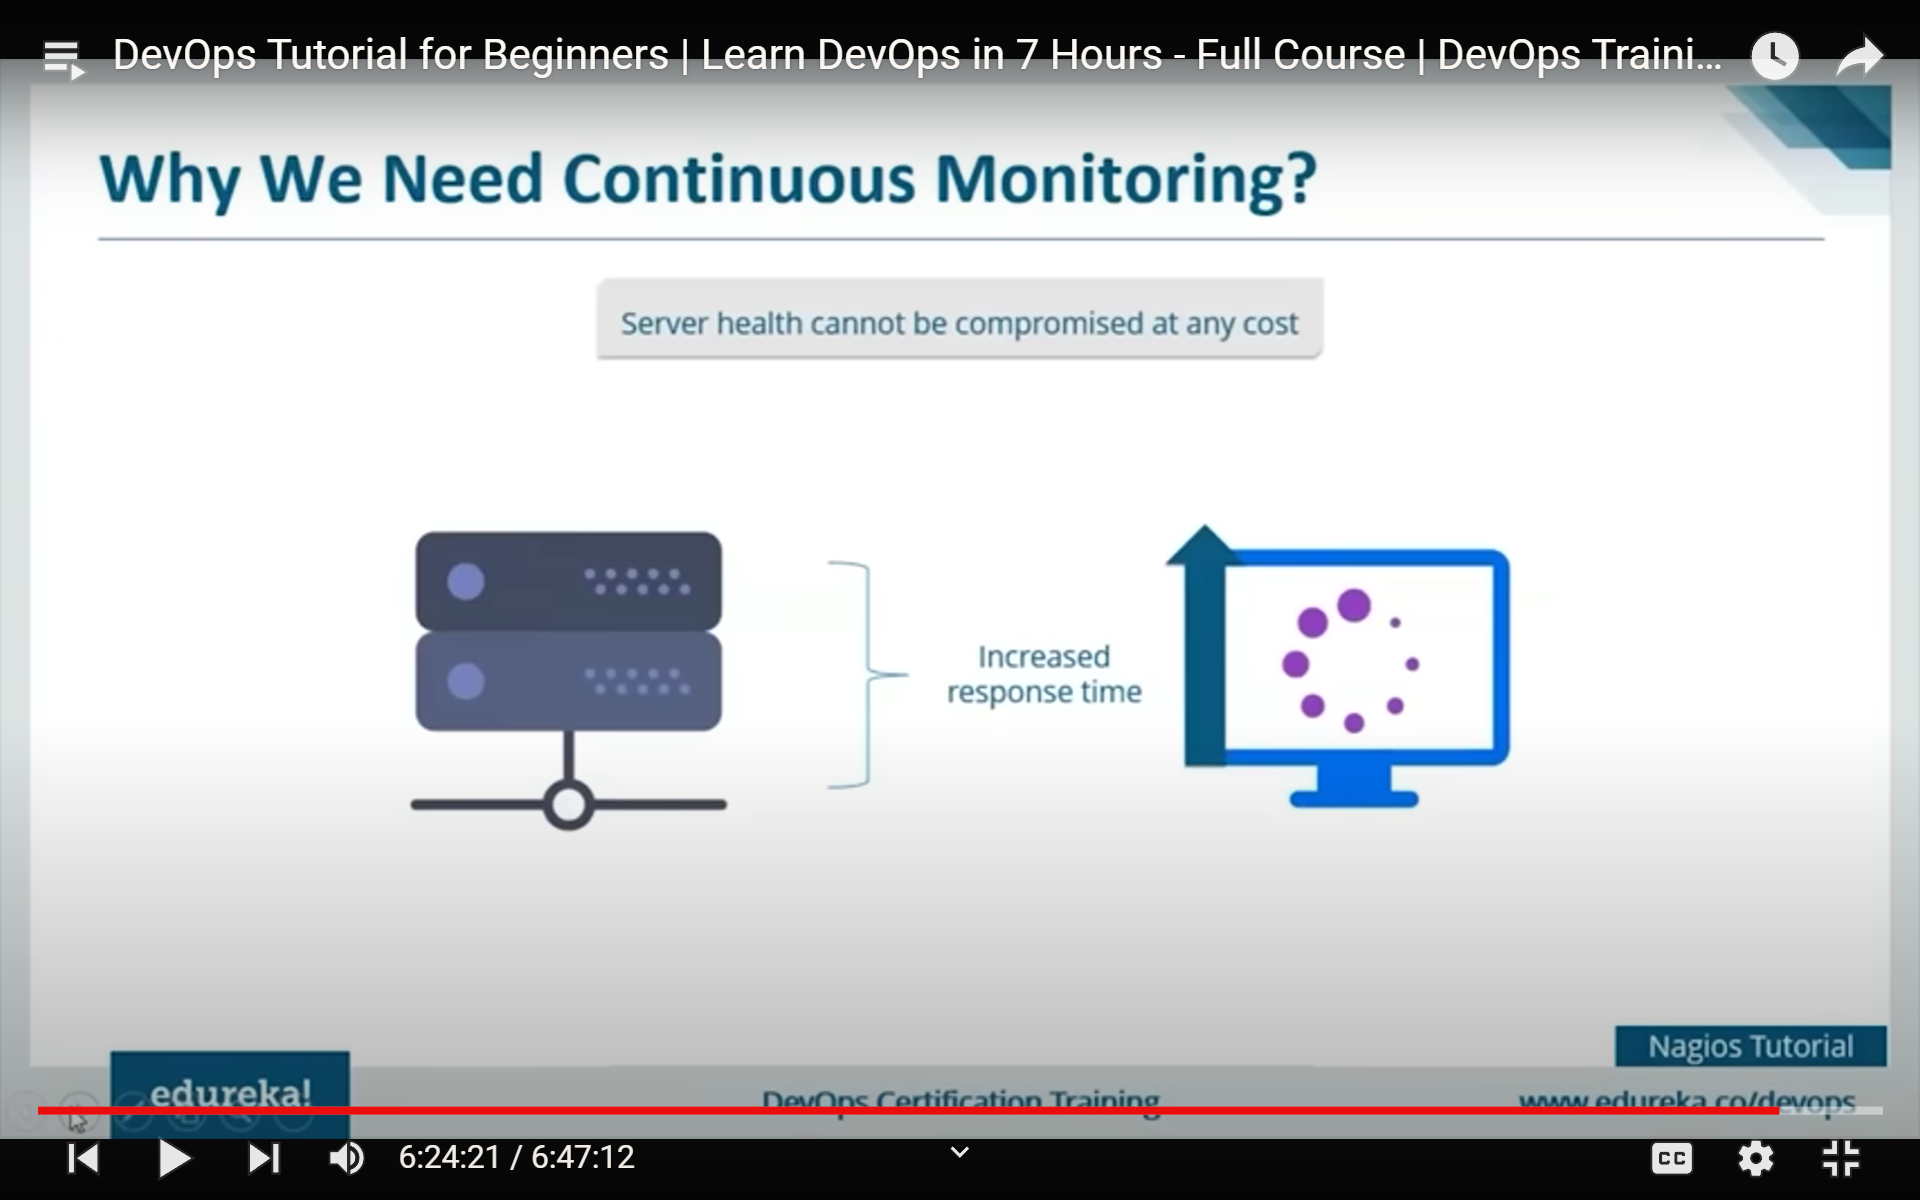 DevOps Tutorial for Beginners | Learn DevOps in 7 Hours - Full Course | DevOps Traini...
Why We Need Continuous Monitoring?
Server health cannot be compromised at any cost
Increased
response time
Nagios Tutorial
edureka!
DevOps Certification Training
www.edureka.co/devops
6:24:21 / 6:47:12
CC